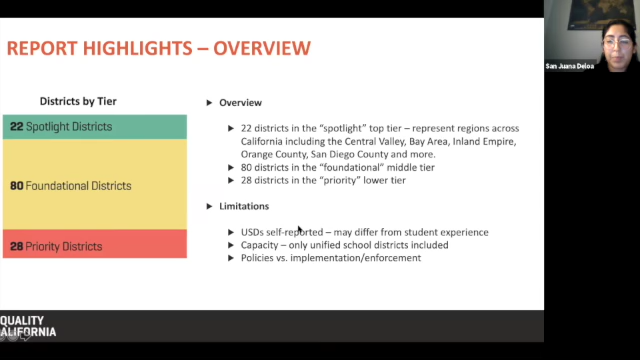 REPORT HIGHLIGHTS – OVERVIEW
San Juana Deloa
Districts by Tier
22 Spotlight Districts
80 Foundational Districts
28 Priority Districts
Overview
22 districts in the “spotlight” top tier – represent regions across
California including the Central Valley, Bay Area, Inland Empire,
Orange County, San Diego County and more.
80 districts in the “foundational” middle tier
28 districts in the “priority” lower tier
Limitations
USDs self-reported – may differ from student experience
Capacity – only unified school districts included
Policies vs. implementation/enforcement
QUALITY
CALIFORNIA